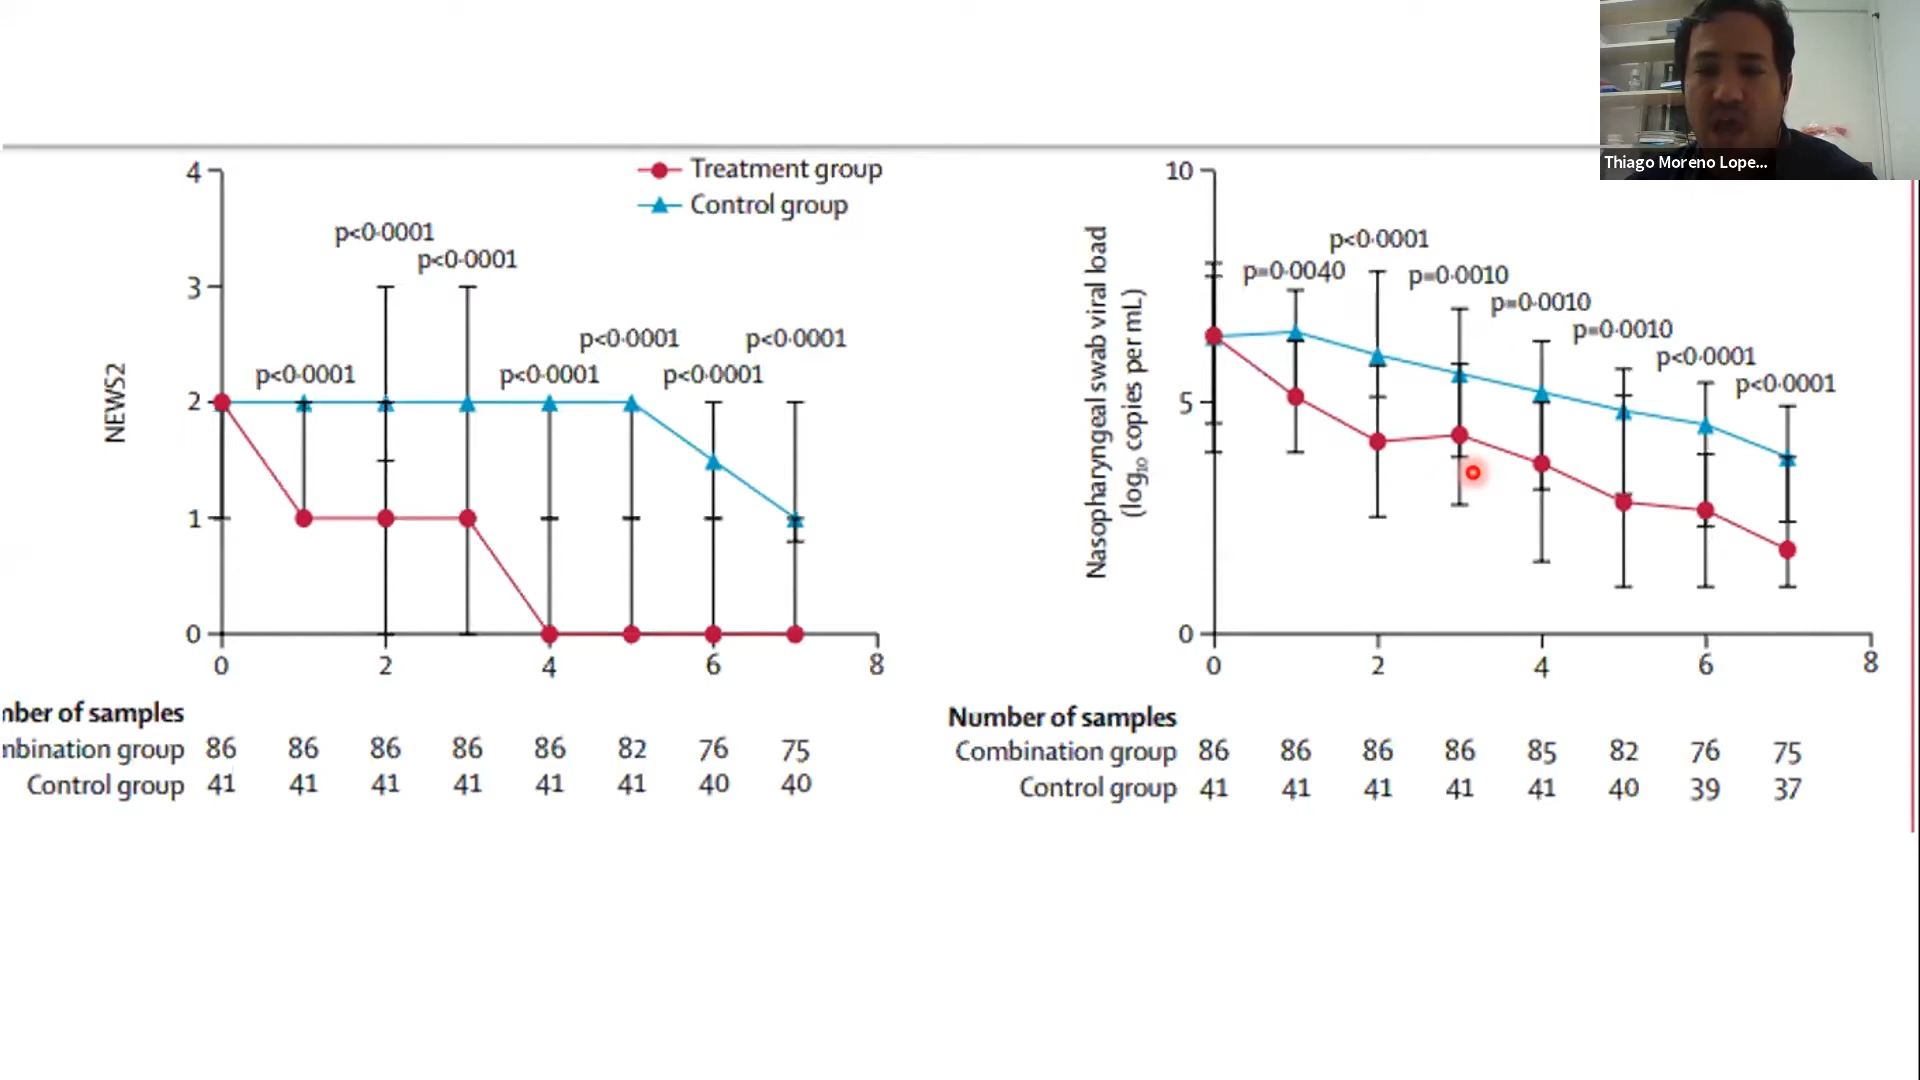 Thiago Moreno Lope...
4
3
2
1
0
NEWS2
Treatment group
Control group
p<0·0001
p<0·0001
p<0·0001
p<0·0001
p<0·0001
p<0·0001
p<0·0001
0 2 4 6 8
mber of samples
mbination group 86 86 86 86 86 82 76 75
Control group 41 41 41 41 41 41 40 40
10
5
0
Nasopharyngeal swab viral load
(log10 copies per mL)
p=0·0040
p<0·0001
p=0·0010
p=0·0010
p=0·0010
p<0·0001
p<0·0001
0 2 4 6 8
Number of samples
Combination group 86 86 86 86 85 82 76 75
Control group 41 41 41 41 41 40 39 37